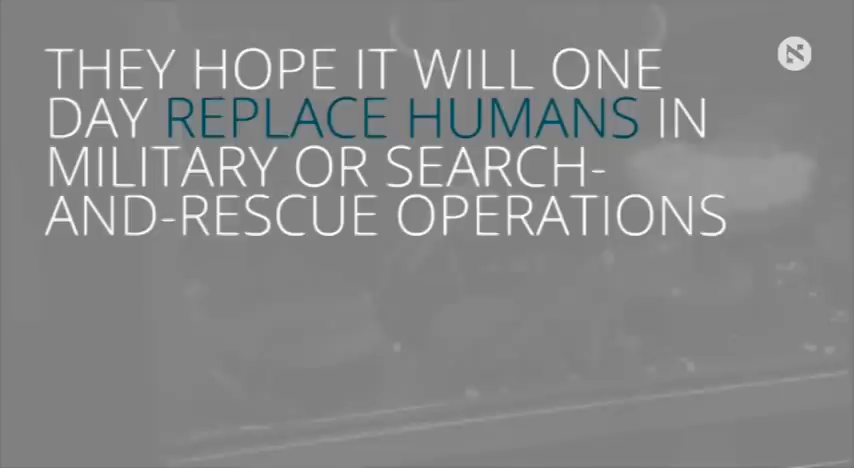 THEY HOPE IT WILL ONE
DAY REPLACE HUMANS IN
MILITARY OR SEARCH-
AND-RESCUE OPERATIONS